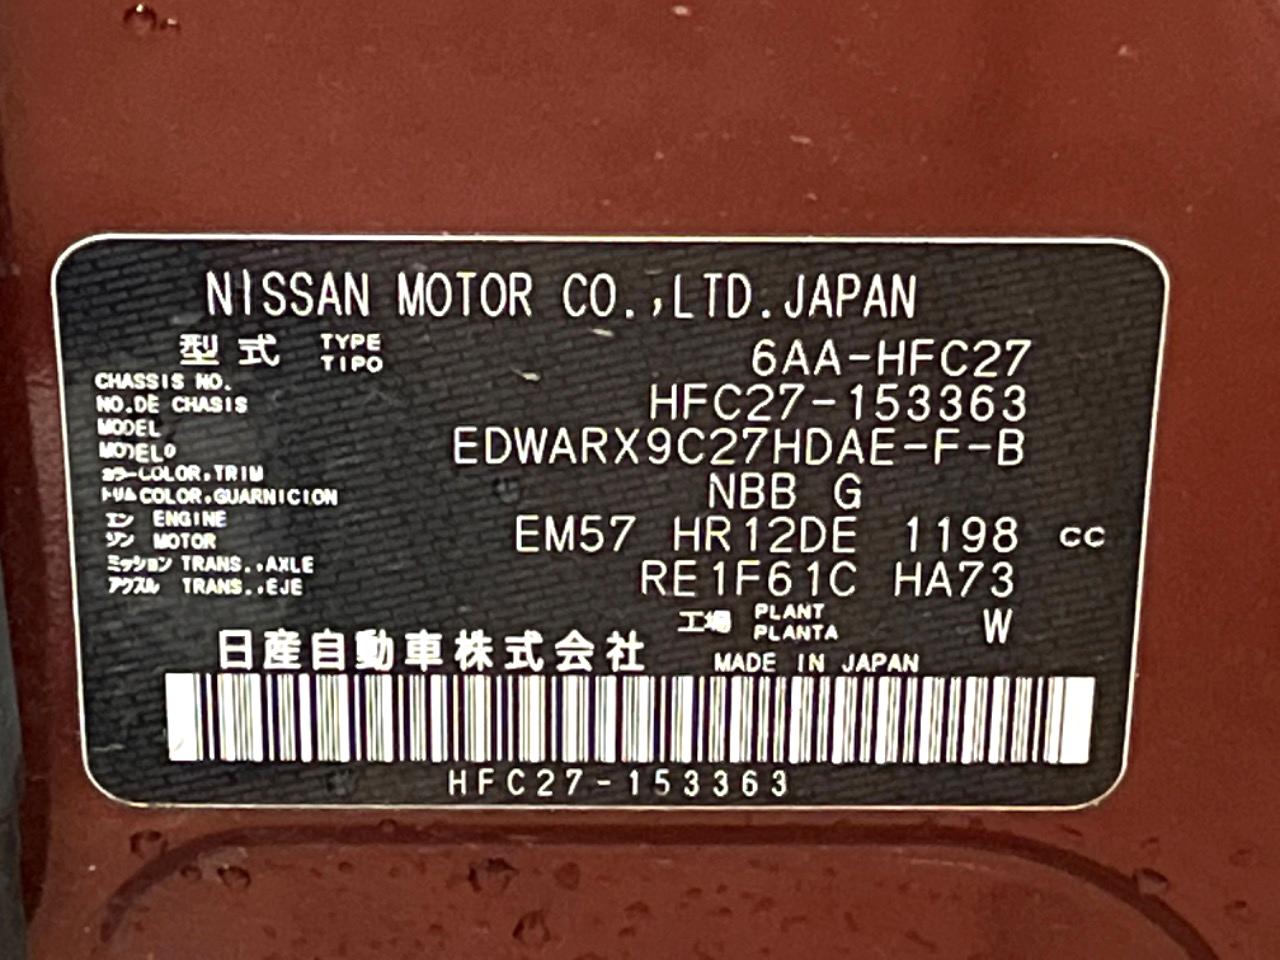 NISSAN MOTOR CO.,LTD.JAPAN
型式 TYPE TIPO 6AA-HFC27
CHASSIS NO.
NO.DE CHASIS HFC27-153363
MODEL
MODELO EDWARX9C27HDAE-F-B
カラー COLOR,TRIM
トリム COLOR,GUARNICION NBB G
エンジン ENGINE MOTOR EM57 HR12DE 1198 cc
ミッション TRANS.,AXLE
アクスル TRANS.,EJE RE1F61C HA73
工場 PLANT PLANTA W
日産自動車株式会社 MADE IN JAPAN
HFC27-153363